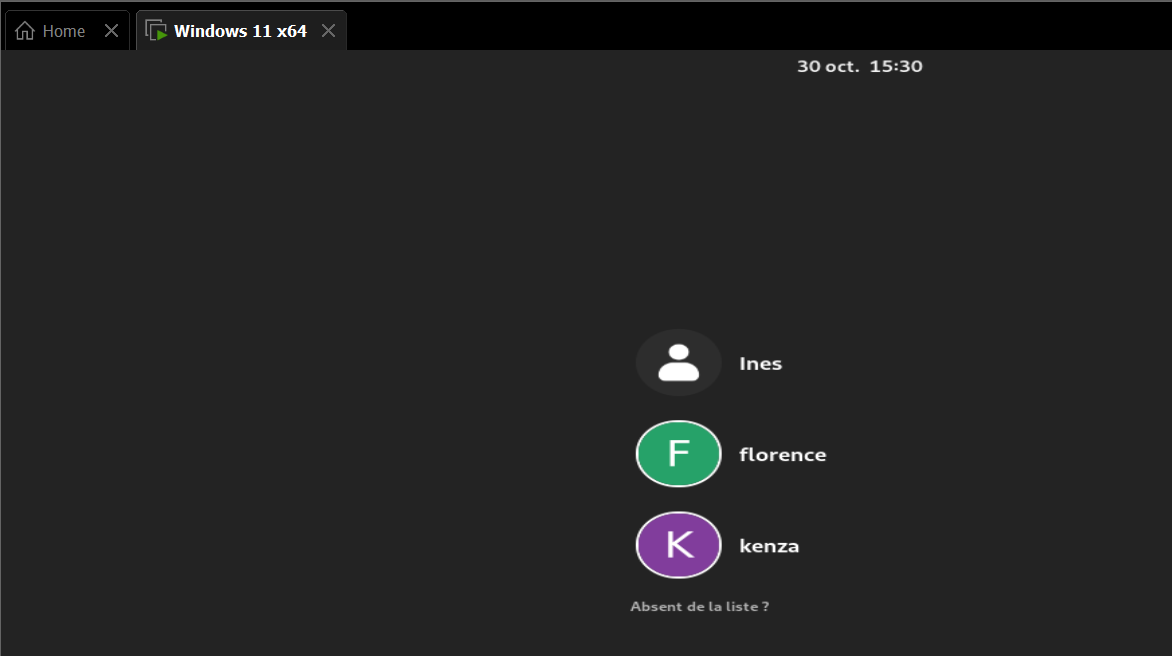 Home
Windows 11 x64
30 oct. 15:30
Ines
F
florence
K
kenza
Absent de la liste ?